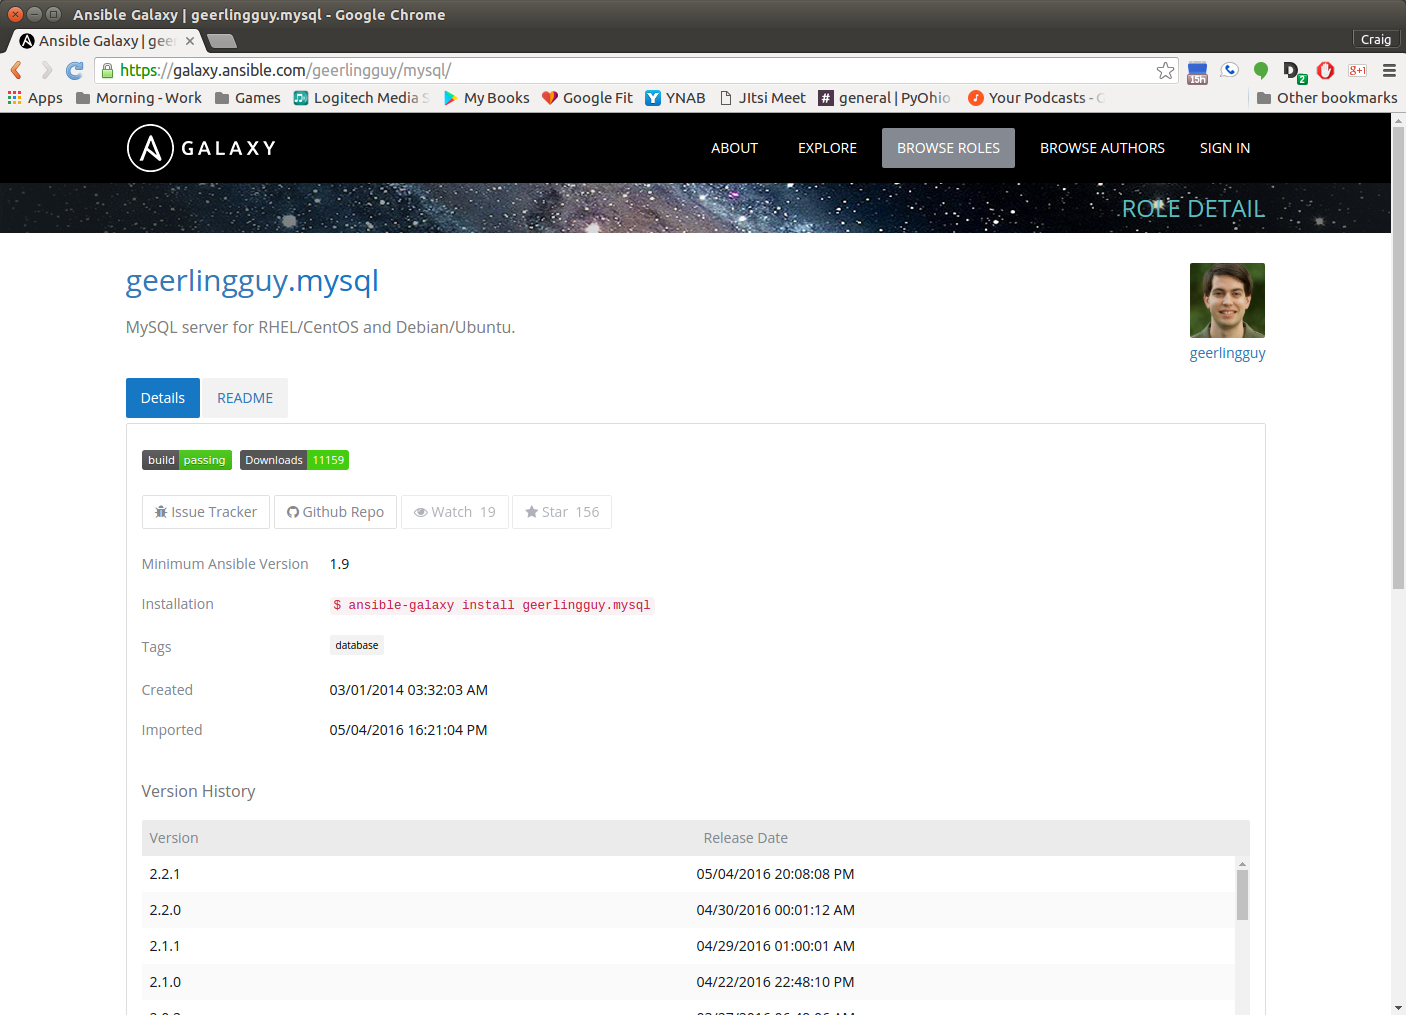 Ansible Galaxy | geerlingguy.mysql - Google Chrome
Ansible Galaxy | gee
Craig
https://galaxy.ansible.com/geerlingguy/mysql/
15h
2
g+1
Apps
Morning - Work
Games
Logitech Media S
My Books
Google Fit
YNAB
JItsi Meet
general | PyOhio
Your Podcasts -
Other bookmarks
GALAXY
ABOUT
EXPLORE
BROWSE ROLES
BROWSE AUTHORS
SIGN IN
ROLE DETAIL
geerlingguy.mysql
MySQL server for RHEL/CentOS and Debian/Ubuntu.
geerlingguy
Details
README
build passing
Downloads 11159
Issue Tracker
Github Repo
Watch 19
Star 156
Minimum Ansible Version 1.9
Installation $ ansible-galaxy install geerlingguy.mysql
Tags database
Created 03/01/2014 03:32:03 AM
Imported 05/04/2016 16:21:04 PM
Version History
Version Release Date
2.2.1 05/04/2016 20:08:08 PM
2.2.0 04/30/2016 00:01:12 AM
2.1.1 04/29/2016 01:00:01 AM
2.1.0 04/22/2016 22:48:10 PM